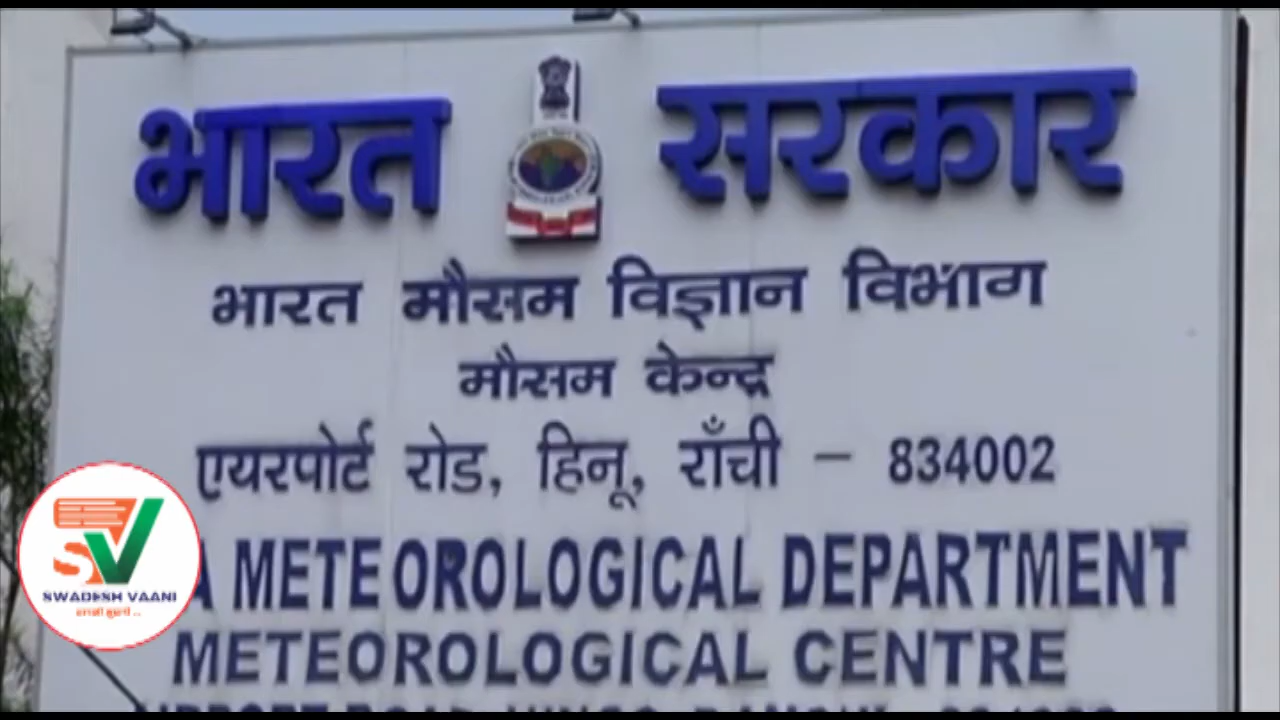 भारत सरकार
भारत मौसम विज्ञान विभाग
मौसम केन्द्र
एयरपोर्ट रोड, हिनू, राँची - 834002
A METEOROLOGICAL DEPARTMENT
METEOROLOGICAL CENTRE
SWADESH VAANI